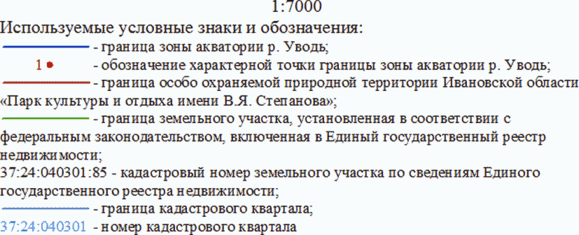 1:7000
Используемые условные знаки и обозначения:
- граница зоны акватории р. Уводь;
1 - обозначение характерной точки границы зоны акватории р. Уводь;
- граница особо охраняемой природной территории Ивановской области
«Парк культуры и отдыха имени В.Я. Степанова»;
- граница земельного участка, установленная в соответствии с
федеральным законодательством, включенная в Единый государственный реестр
недвижимости;
37:24:040301:85 - кадастровый номер земельного участка по сведениям Единого
государственного реестра недвижимости;
- граница кадастрового квартала;
37:24:040301 - номер кадастрового квартала